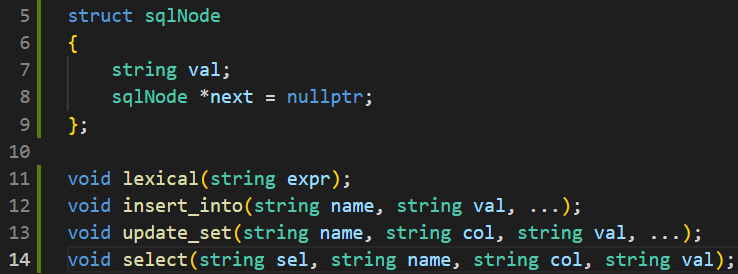 5 struct sqlNode
6 {
7     string val;
8     sqlNode *next = nullptr;
9 };
10
11 void lexical(string expr);
12 void insert_into(string name, string val, ...);
13 void update_set(string name, string col, string val, ...);
14 void select(string sel, string name, string col, string val);